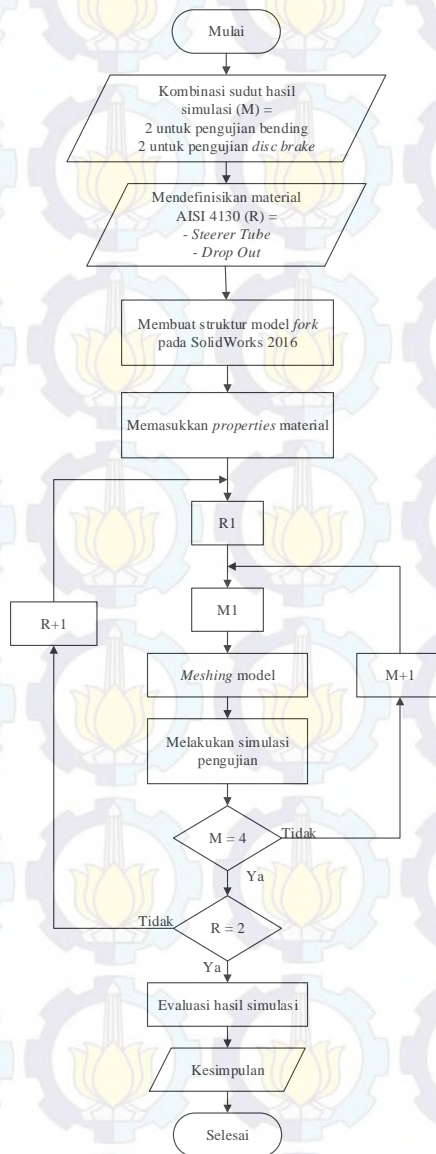 Mulai
Kombinasi sudut hasil
simulasi (M) =
2 untuk pengujian bending
2 untuk pengujian disc brake
Mendefinisikan material
AISI 4130 (R) =
- Steerer Tube
- Drop Out
Membuat struktur model fork
pada SolidWorks 2016
Memasukkan properties material
R1
M1
R+1
Meshing model
M+1
Melakukan simulasi
pengujian
M = 4
Tidak
Ya
Tidak
R = 2
Ya
Evaluasi hasil simulasi
Kesimpulan
Selesai